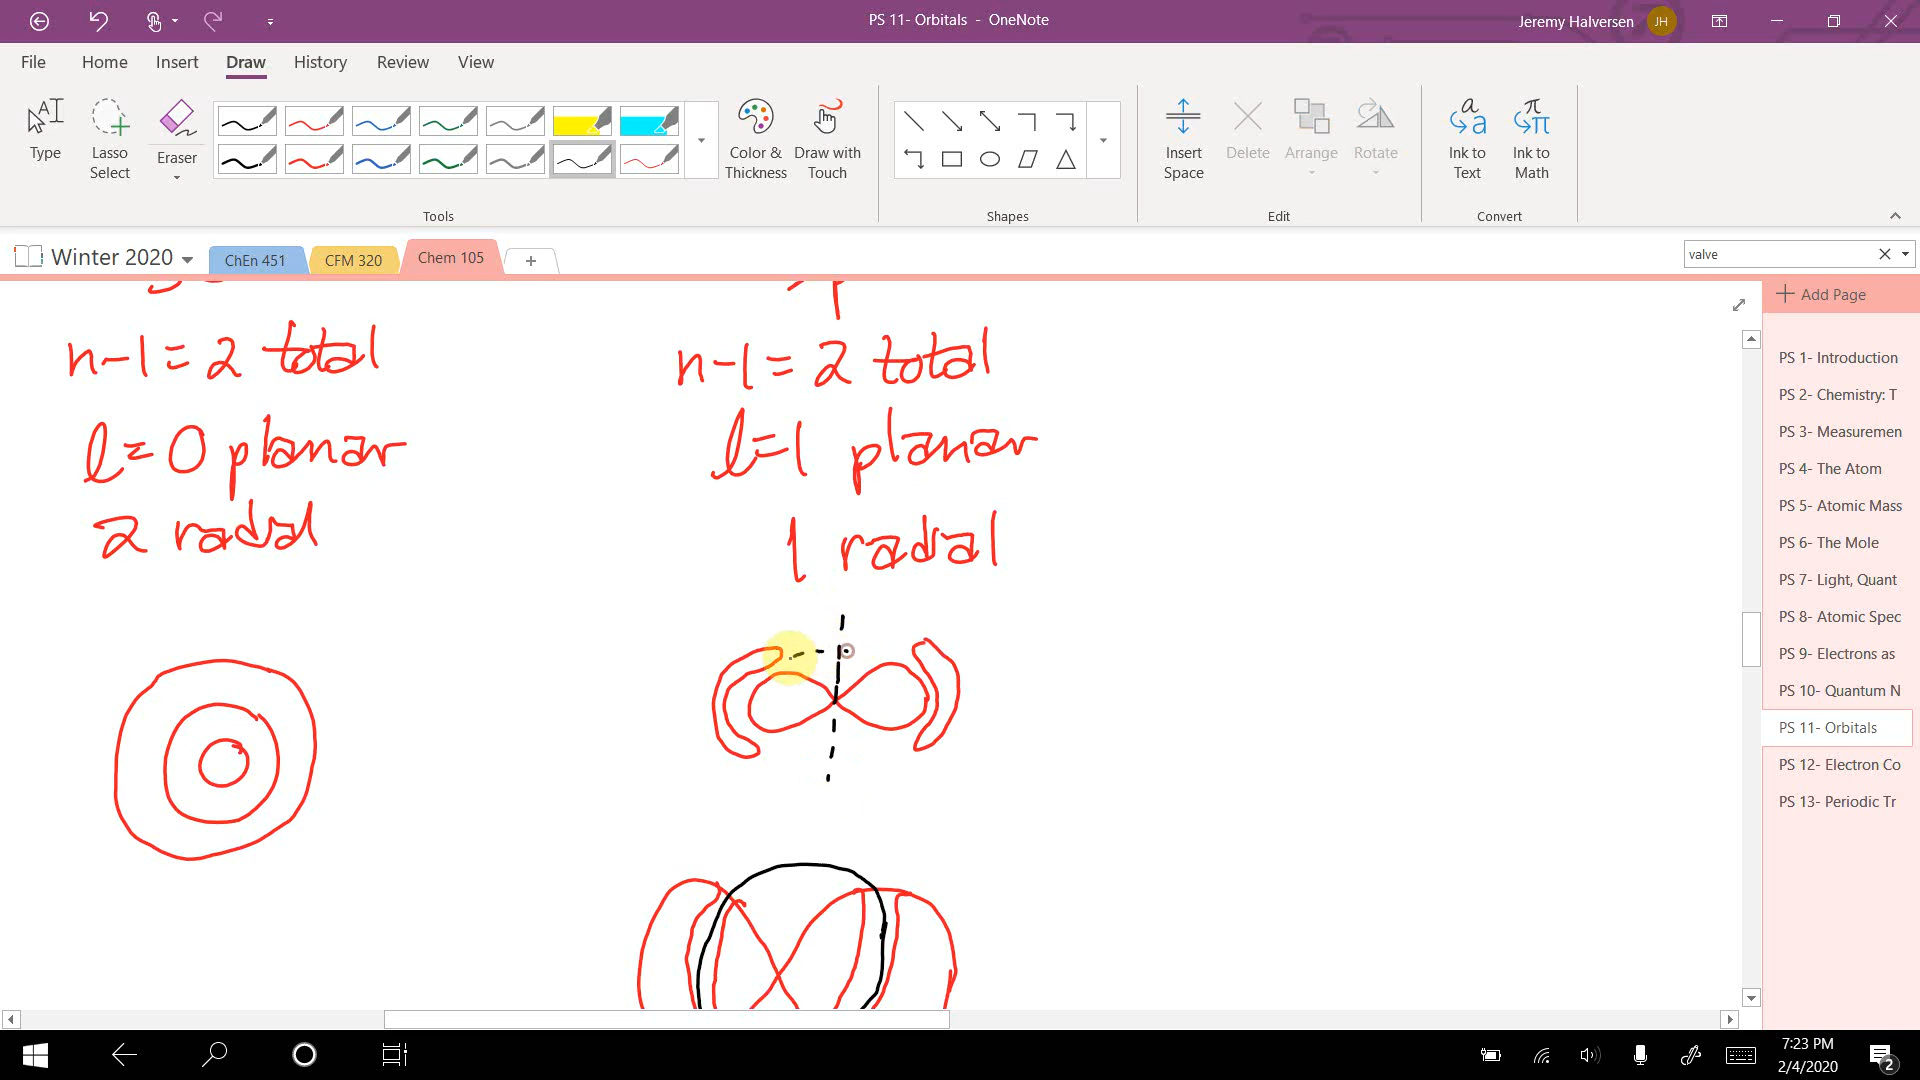 PS 11- Orbitals - OneNote
Jeremy Halversen
JH
File Home Insert Draw History Review View
Type
Lasso Select
Eraser
Color & Thickness
Draw with Touch
Insert Space
Delete
Arrange
Rotate
Ink to Text
Ink to Math
Tools
Shapes
Edit
Convert
Winter 2020
ChEn 451
CFM 320
Chem 105
valve
Add Page
PS 1- Introduction
PS 2- Chemistry: T
PS 3- Measuremen
PS 4- The Atom
PS 5- Atomic Mass
PS 6- The Mole
PS 7- Light, Quant
PS 8- Atomic Spec
PS 9- Electrons as
PS 10- Quantum N
PS 11- Orbitals
PS 12- Electron Co
PS 13- Periodic Tr
n-1=2 total
l=0 planar
2 radial
n-1=2 total
l=1 planar
1 radial
7:23 PM
2/4/2020
2